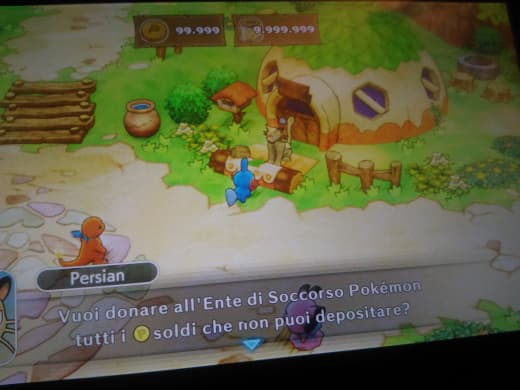 99.999
9.999.999
Persian
Vuoi donare all'Ente di Soccorso Pokémon
tutti i P soldi che non puoi depositare?